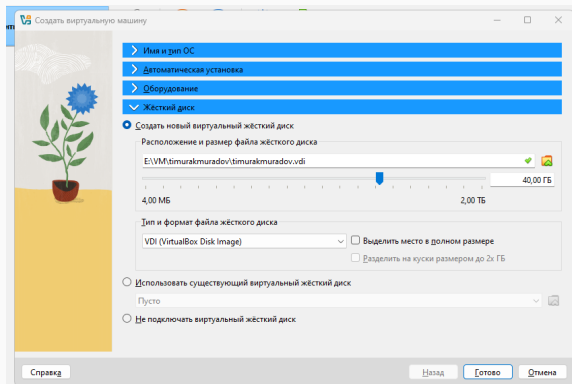 Создать виртуальную машину
Имя и тип ОС
Автоматическая установка
Оборудование
Жёсткий диск
Создать новый виртуальный жёсткий диск
Расположение и размер файла жёсткого диска
E:\VM\timurakmuradov\timurakmuradov.vdi
40,00 ГБ
4,00 МБ
2,00 ТБ
Тип и формат файла жёсткого диска
VDI (VirtualBox Disk Image)
Выделить место в полном размере
Разделить на куски размером до 2х ГБ
Использовать существующий виртуальный жёсткий диск
Пусто
Не подключать виртуальный жёсткий диск
Справка
Назад
Готово
Отмена